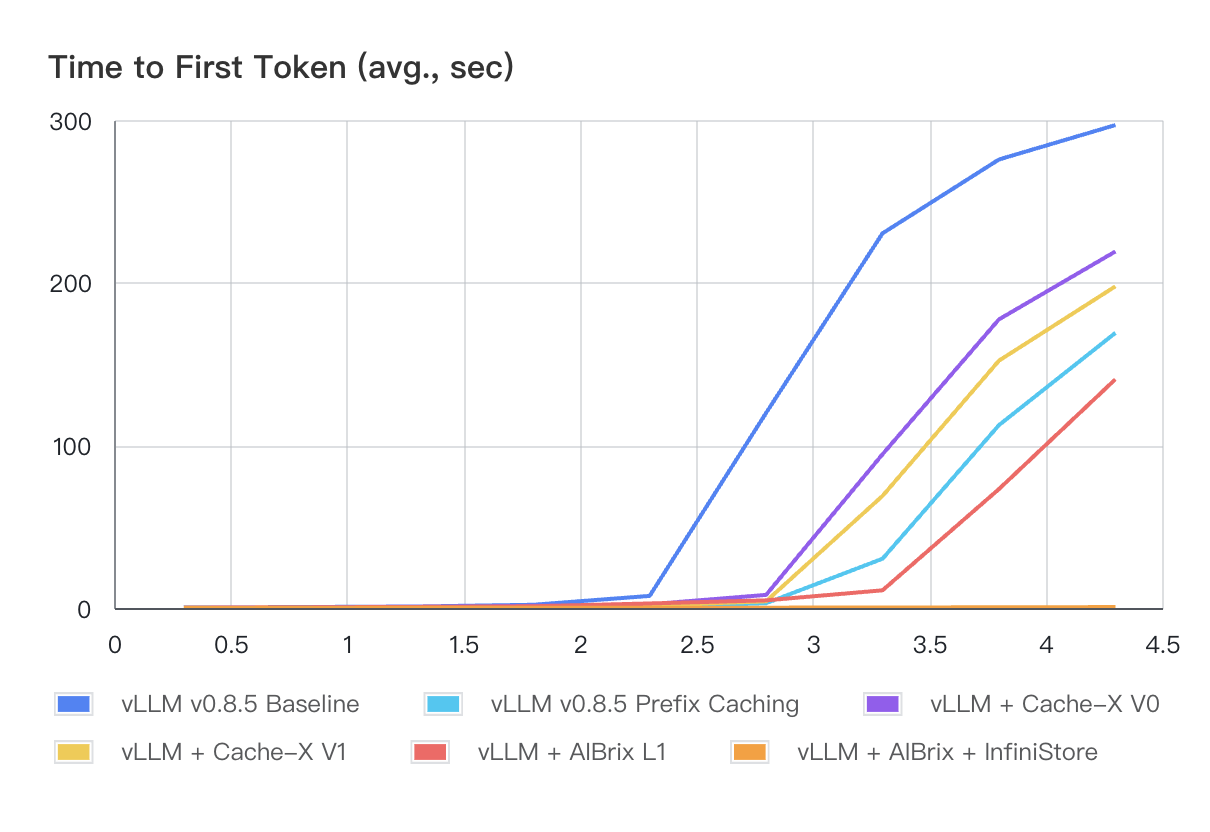 Time to First Token (avg., sec)
300
200
100
0
0 0.5 1 1.5 2 2.5 3 3.5 4 4.5
vLLM v0.8.5 Baseline vLLM v0.8.5 Prefix Caching vLLM + Cache-X V0
vLLM + Cache-X V1 vLLM + AIBrix L1 vLLM + AIBrix + InfiniStore